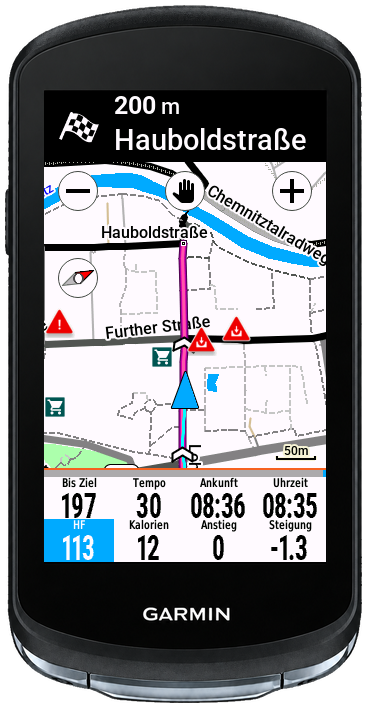 200 m
Hauboldstraße
tz
Chemnitztalradweg
Hauboldstraße
Further Straße
50m
Bis Ziel
Tempo
Ankunft
Uhrzeit
197
30
08:36
08:35
HF
Kalorien
Anstieg
Steigung
113
12
0
-1.3
GARMIN